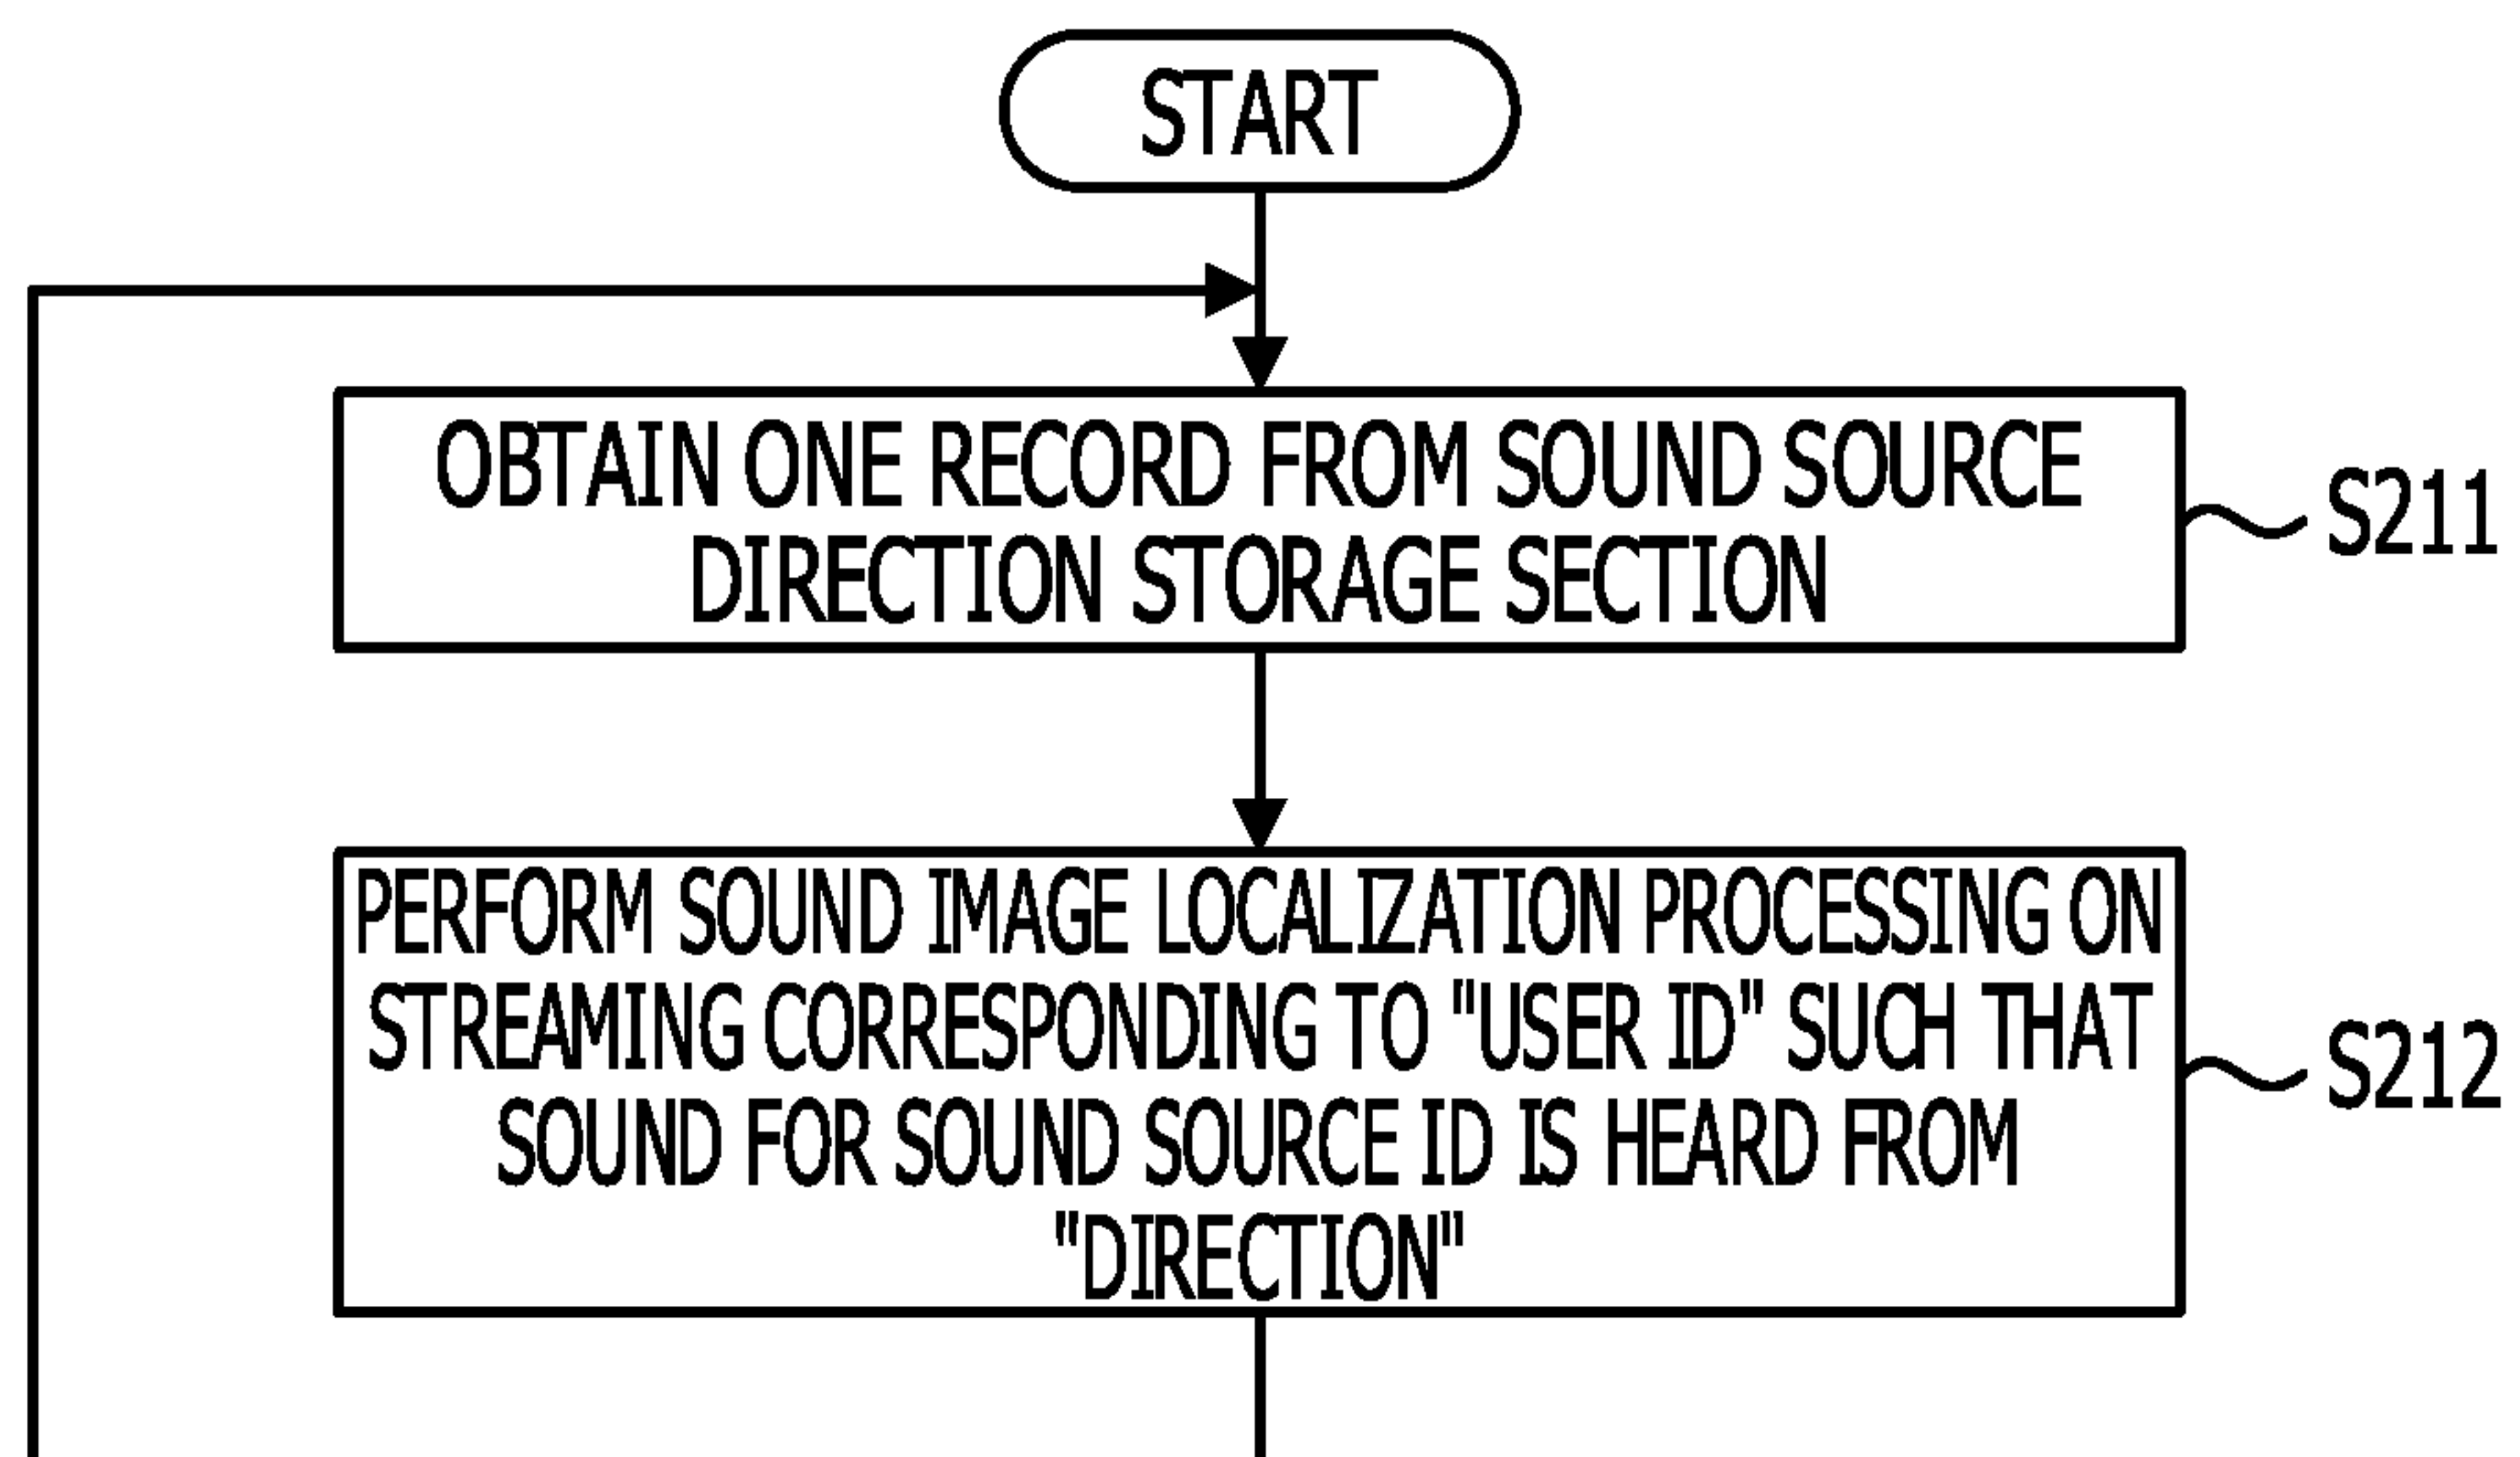 START
OBTAIN ONE RECORD FROM SOUND SOURCE
DIRECTION STORAGE SECTION
S211
PERFORM SOUND IMAGE LOCALIZATION PROCESSING ON
STREAMING CORRESPONDING TO "USER ID" SUCH THAT
SOUND FOR SOUND SOURCE ID IS HEARD FROM
"DIRECTION"
S212